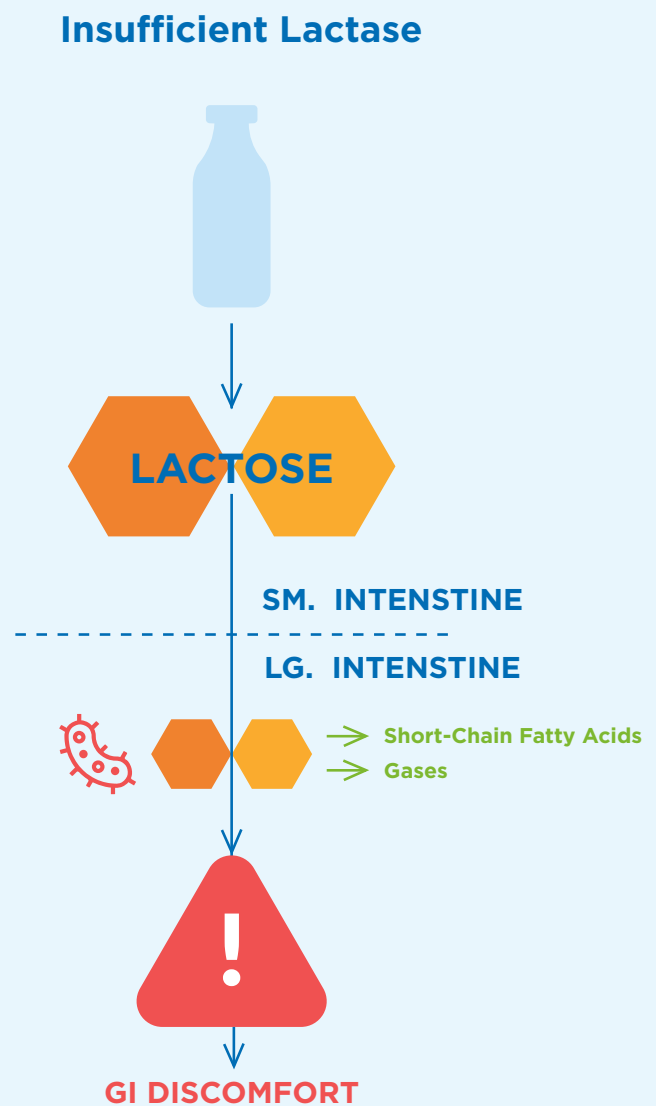 Insufficient Lactase
LACTOSE
SM. INTENSTINE
LG. INTENSTINE
Short-Chain Fatty Acids
Gases
!
GI DISCOMFORT